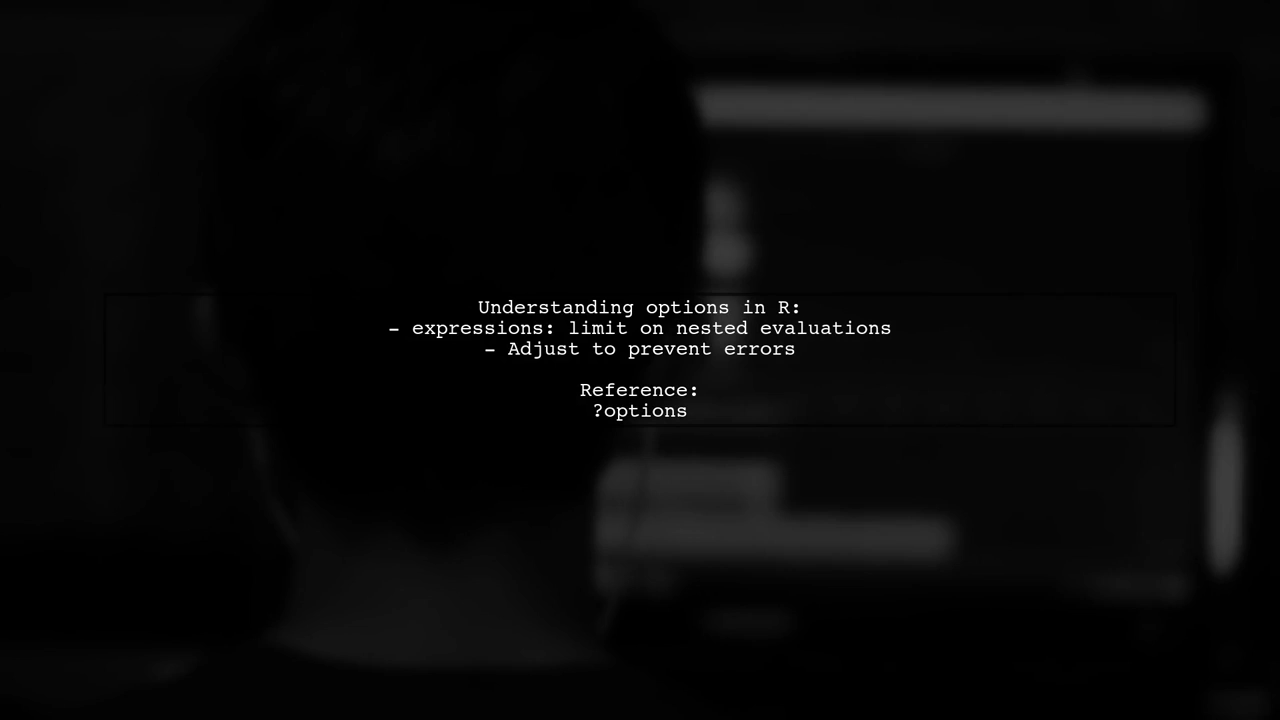 Understanding options in R:
- expressions: limit on nested evaluations
- Adjust to prevent errors
Reference:
?options